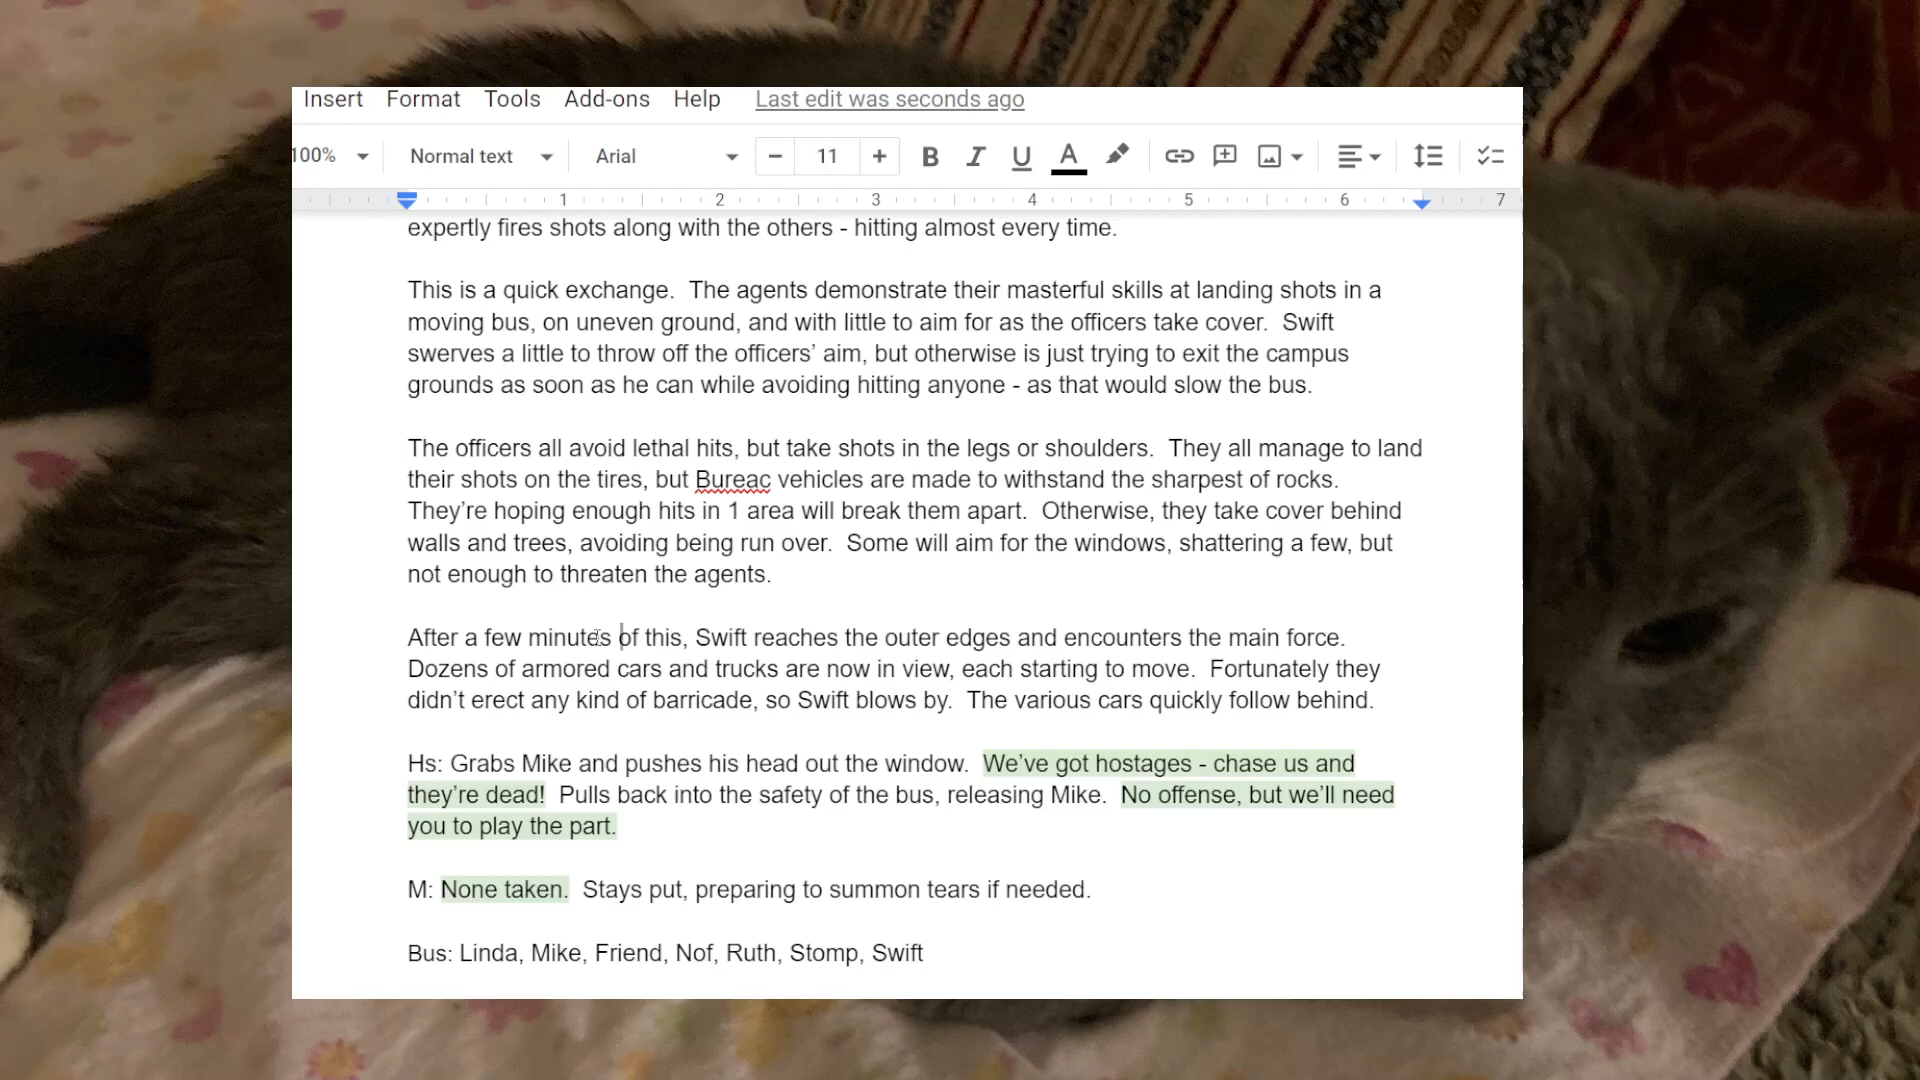 Insert Format Tools Add-ons Help Last edit was seconds ago
100% Normal text Arial − 11 + B I U A
1 2 3 4 5 6 7
expertly fires shots along with the others - hitting almost every time.
This is a quick exchange.  The agents demonstrate their masterful skills at landing shots in a
moving bus, on uneven ground, and with little to aim for as the officers take cover.  Swift
swerves a little to throw off the officers’ aim, but otherwise is just trying to exit the campus
grounds as soon as he can while avoiding hitting anyone - as that would slow the bus.
The officers all avoid lethal hits, but take shots in the legs or shoulders.  They all manage to land
their shots on the tires, but Bureac vehicles are made to withstand the sharpest of rocks.
They’re hoping enough hits in 1 area will break them apart.  Otherwise, they take cover behind
walls and trees, avoiding being run over.  Some will aim for the windows, shattering a few, but
not enough to threaten the agents.
After a few minutes of this, Swift reaches the outer edges and encounters the main force.
Dozens of armored cars and trucks are now in view, each starting to move.  Fortunately they
didn’t erect any kind of barricade, so Swift blows by.  The various cars quickly follow behind.
Hs: Grabs Mike and pushes his head out the window.  We’ve got hostages - chase us and
they’re dead!  Pulls back into the safety of the bus, releasing Mike.  No offense, but we’ll need
you to play the part.
M: None taken.  Stays put, preparing to summon tears if needed.
Bus: Linda, Mike, Friend, Nof, Ruth, Stomp, Swift